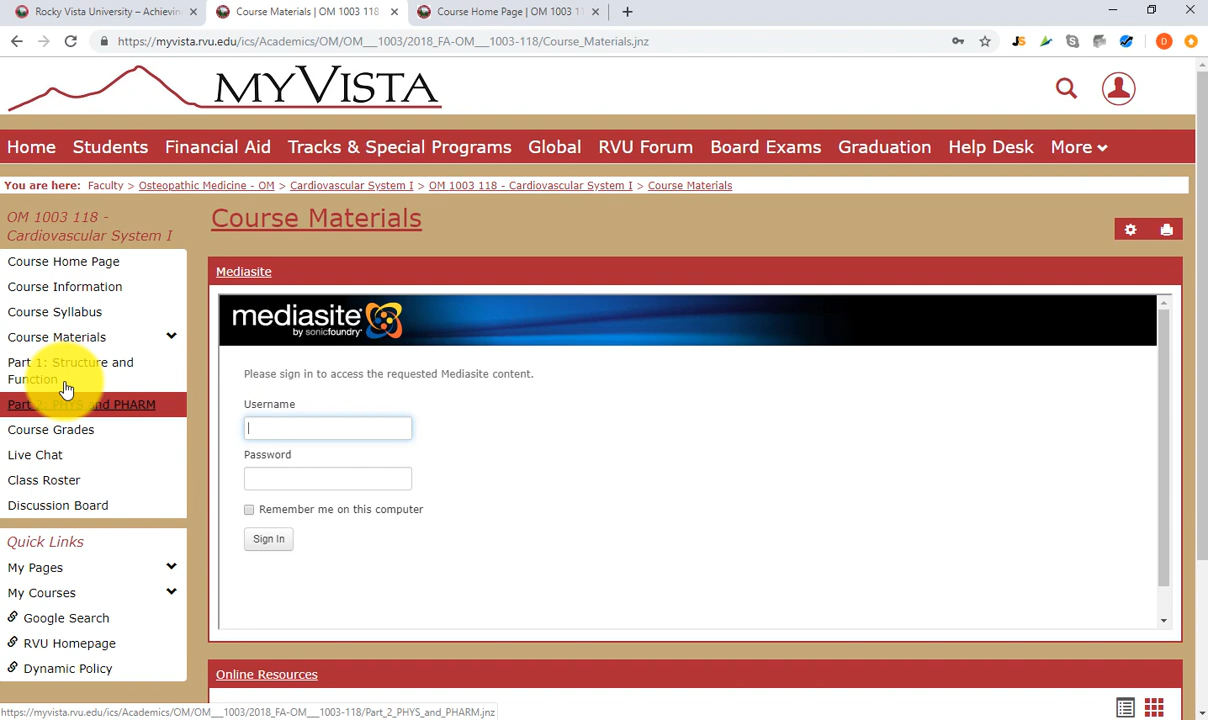 Rocky Vista University – Achievin
Course Materials | OM 1003 118
Course Home Page | OM 1003 1
https://myvista.rvu.edu/ics/Academics/OM/OM__1003/2018_FA-OM__1003-118/Course_Materials.jnz
JS
D
MYVISTA
Home Students Financial Aid Tracks & Special Programs Global RVU Forum Board Exams Graduation Help Desk More
You are here: Faculty > Osteopathic Medicine - OM > Cardiovascular System I > OM 1003 118 - Cardiovascular System I > Course Materials
OM 1003 118 -
Cardiovascular System I
Course Home Page
Course Information
Course Syllabus
Course Materials
Part 1: Structure and
Function
Part 2: PHYS and PHARM
Course Grades
Live Chat
Class Roster
Discussion Board
Quick Links
My Pages
My Courses
Google Search
RVU Homepage
Dynamic Policy
Course Materials
Mediasite
mediasite
by sonicfoundry
Please sign in to access the requested Mediasite content.
Username
Password
Remember me on this computer
Sign In
Online Resources
https://myvista.rvu.edu/ics/Academics/OM/OM__1003/2018_FA-OM__1003-118/Part_2_PHYS_and_PHARM.jnz